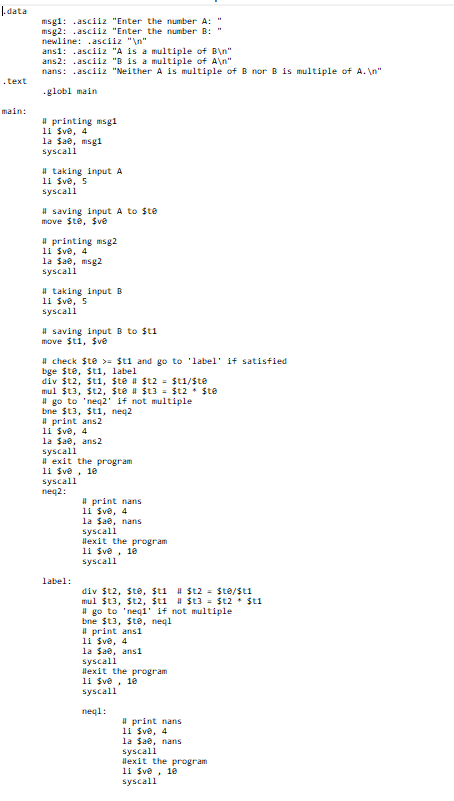 .data
msg1: .asciiz "Enter the number A: "
msg2: .asciiz "Enter the number B: "
newline: .asciiz "\n"
ans1: .asciiz "A is a multiple of B\n"
ans2: .asciiz "B is a multiple of A\n"
nans: .asciiz "Neither A is multiple of B nor B is multiple of A.\n"
.text
.globl main
main:
# printing msg1
li $v0, 4
la $a0, msg1
syscall
# taking input A
li $v0, 5
syscall
# saving input A to $t0
move $t0, $v0
# printing msg2
li $v0, 4
la $a0, msg2
syscall
# taking input B
li $v0, 5
syscall
# saving input B to $t1
move $t1, $v0
# check $t0 >= $t1 and go to 'label' if satisfied
bge $t0, $t1, label
div $t2, $t1, $t0 # $t2 = $t1/$t0
mul $t3, $t2, $t0 # $t3 = $t2 * $t0
# go to 'neq2' if not multiple
bne $t3, $t1, neq2
# print ans2
li $v0, 4
la $a0, ans2
syscall
# exit the program
li $v0 , 10
syscall
neq2:
# print nans
li $v0, 4
la $a0, nans
syscall
#exit the program
li $v0 , 10
syscall
label:
div $t2, $t0, $t1 # $t2 = $t0/$t1
mul $t3, $t2, $t1 # $t3 = $t2 * $t1
# go to 'neq1' if not multiple
bne $t3, $t0, neql
# print ans1
li $v0, 4
la $a0, ans1
syscall
#exit the program
li $v0 , 10
syscall
neql:
# print nans
li $v0, 4
la $a0, nans
syscall
#exit the program
li $v0 , 10
syscall